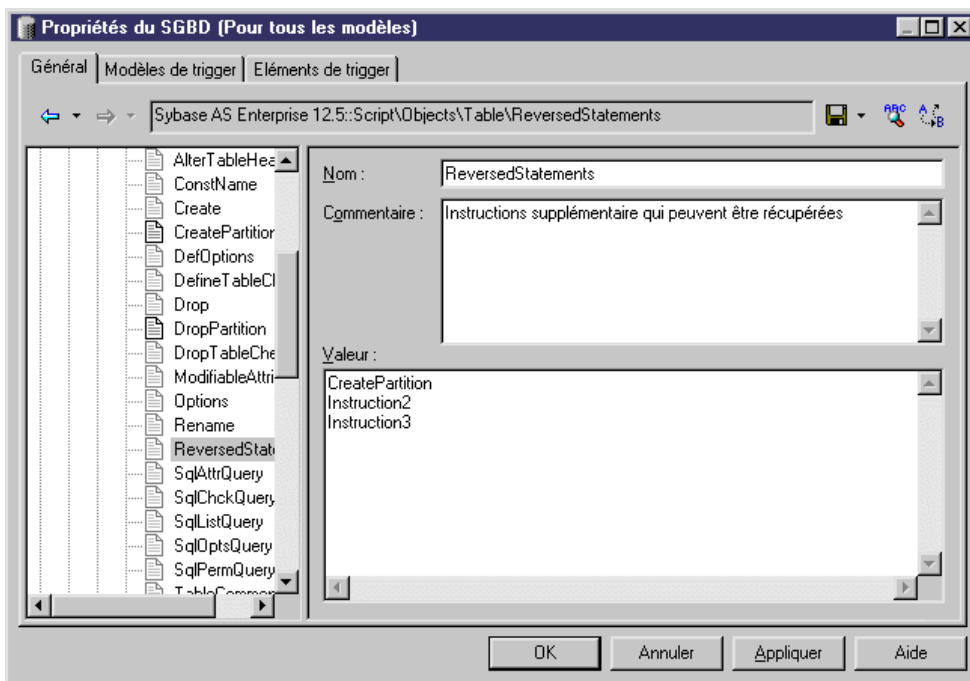 Propriétés du SGBD (Pour tous les modèles)
Général
Modèles de trigger
Eléments de trigger
Sybase AS Enterprise 12.5::Script\Objects\Table\ReversedStatements
AlterTableHea
ConstName
Create
CreatePartition
DefOptions
DefineTableCl
Drop
DropPartition
DropTableChe
ModifiableAttri
Options
Rename
ReversedStat
SqlAttrQuery
SqlChckQuery
SqlListQuery
SqlOptsQuery
SqlPermQuery
TableCommen
Nom :
ReversedStatements
Commentaire :
Instructions supplémentaire qui peuvent être récupérées
Valeur :
CreatePartition
Instruction2
Instruction3
OK
Annuler
Appliquer
Aide